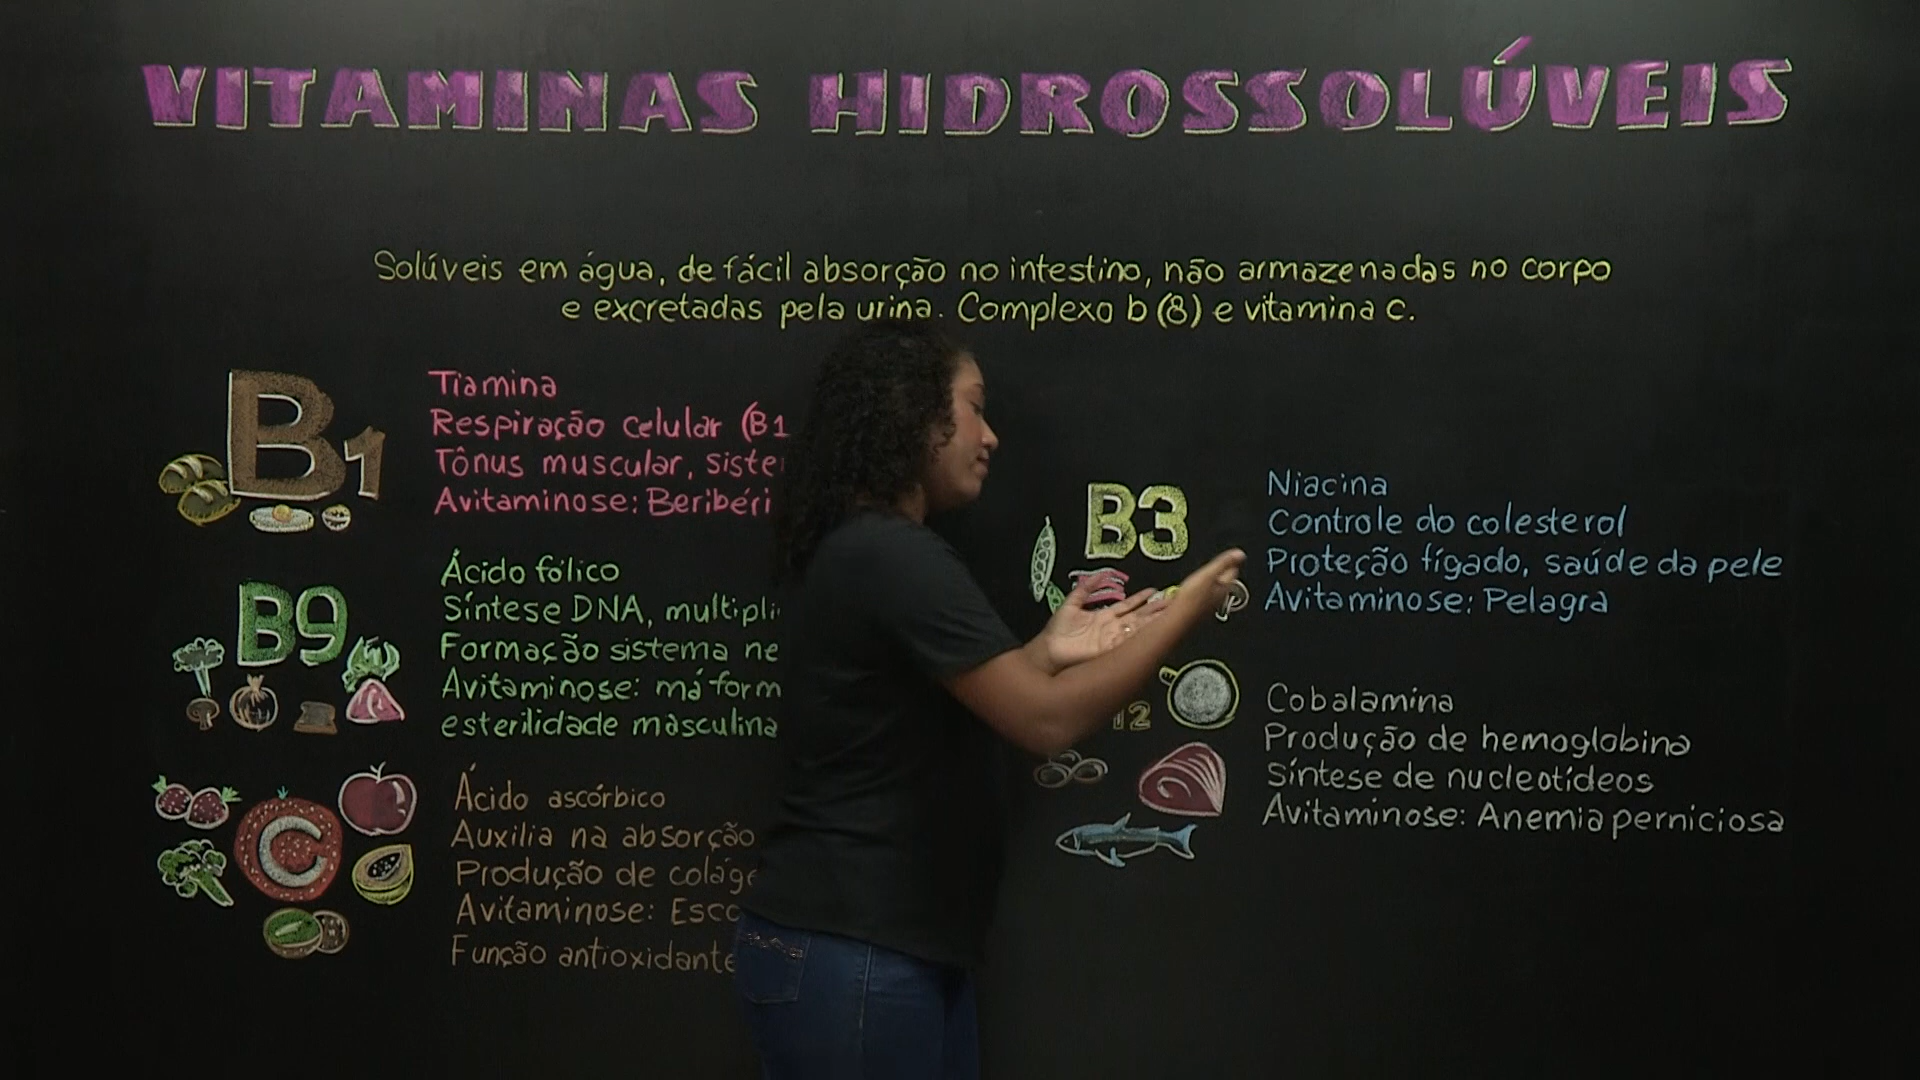 VITAMINAS HIDROSSOLÚVEIS
Solúveis em água, de fácil absorção no intestino, não armazenadas no corpo
e excretadas pela urina. Complexo b (8) e vitamina c.
B1
Tiamina
Respiração celular (B1
Tônus muscular,
Avitaminose: Beribéri
B9
Ácido fólico
Síntese DNA,
Formação sistema
Avitaminose: má
esterilidade masculina
C
Ácido ascórbico
Auxilia na absorção
Produção de
Avitaminose:
Função antioxidante
B3
Niacina
Controle do colesterol
Proteção fígado, saúde da pele
Avitaminose: Pelagra
12
Cobalamina
Produção de hemoglobina
Síntese de nucleotídeos
Avitaminose: Anemia perniciosa